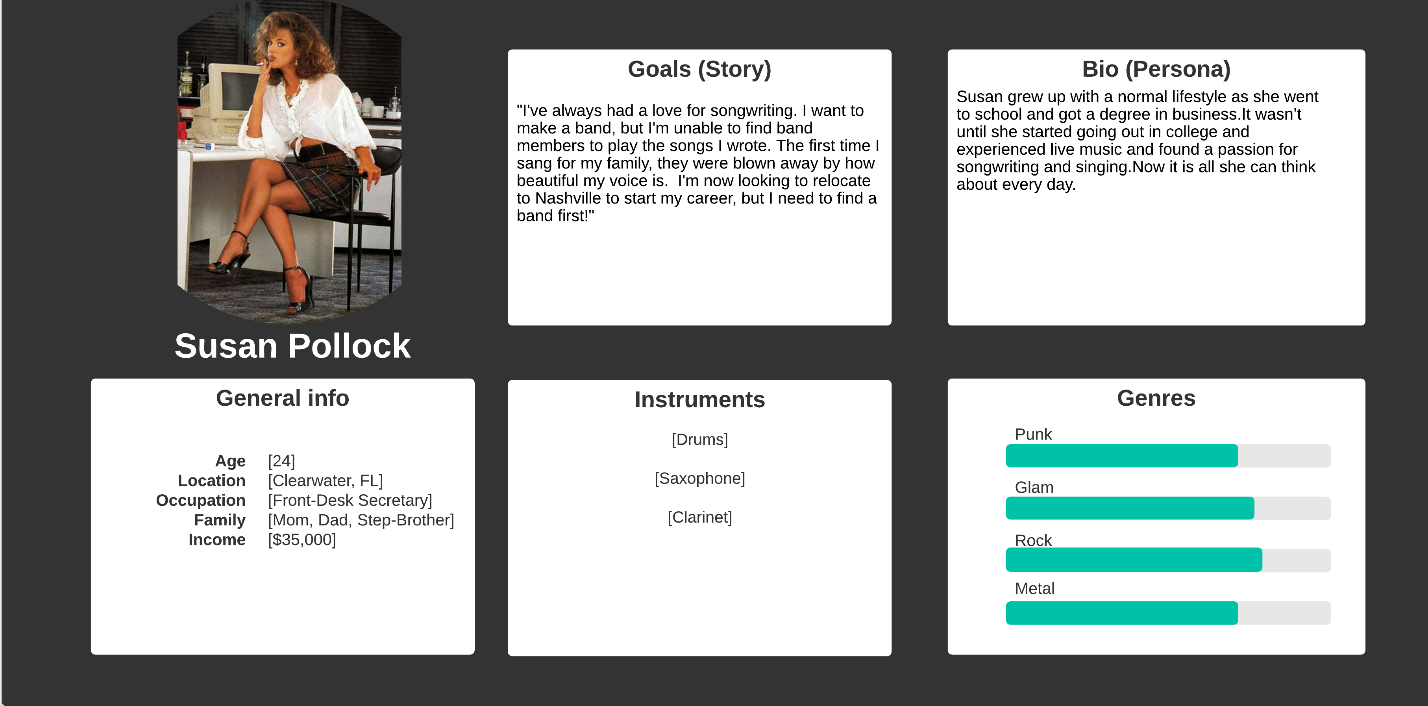 Susan Pollock
Goals (Story)
"I've always had a love for songwriting. I want to
make a band, but I'm unable to find band
members to play the songs I wrote. The first time I
sang for my family, they were blown away by how
beautiful my voice is.  I'm now looking to relocate
to Nashville to start my career, but I need to find a
band first!"
Bio (Persona)
Susan grew up with a normal lifestyle as she went
to school and got a degree in business.It wasn't
until she started going out in college and
experienced live music and found a passion for
songwriting and singing.Now it is all she can think
about every day.
General info
Age [24]
Location [Clearwater, FL]
Occupation [Front-Desk Secretary]
Family [Mom, Dad, Step-Brother]
Income [$35,000]
Instruments
[Drums]
[Saxophone]
[Clarinet]
Genres
Punk
Glam
Rock
Metal